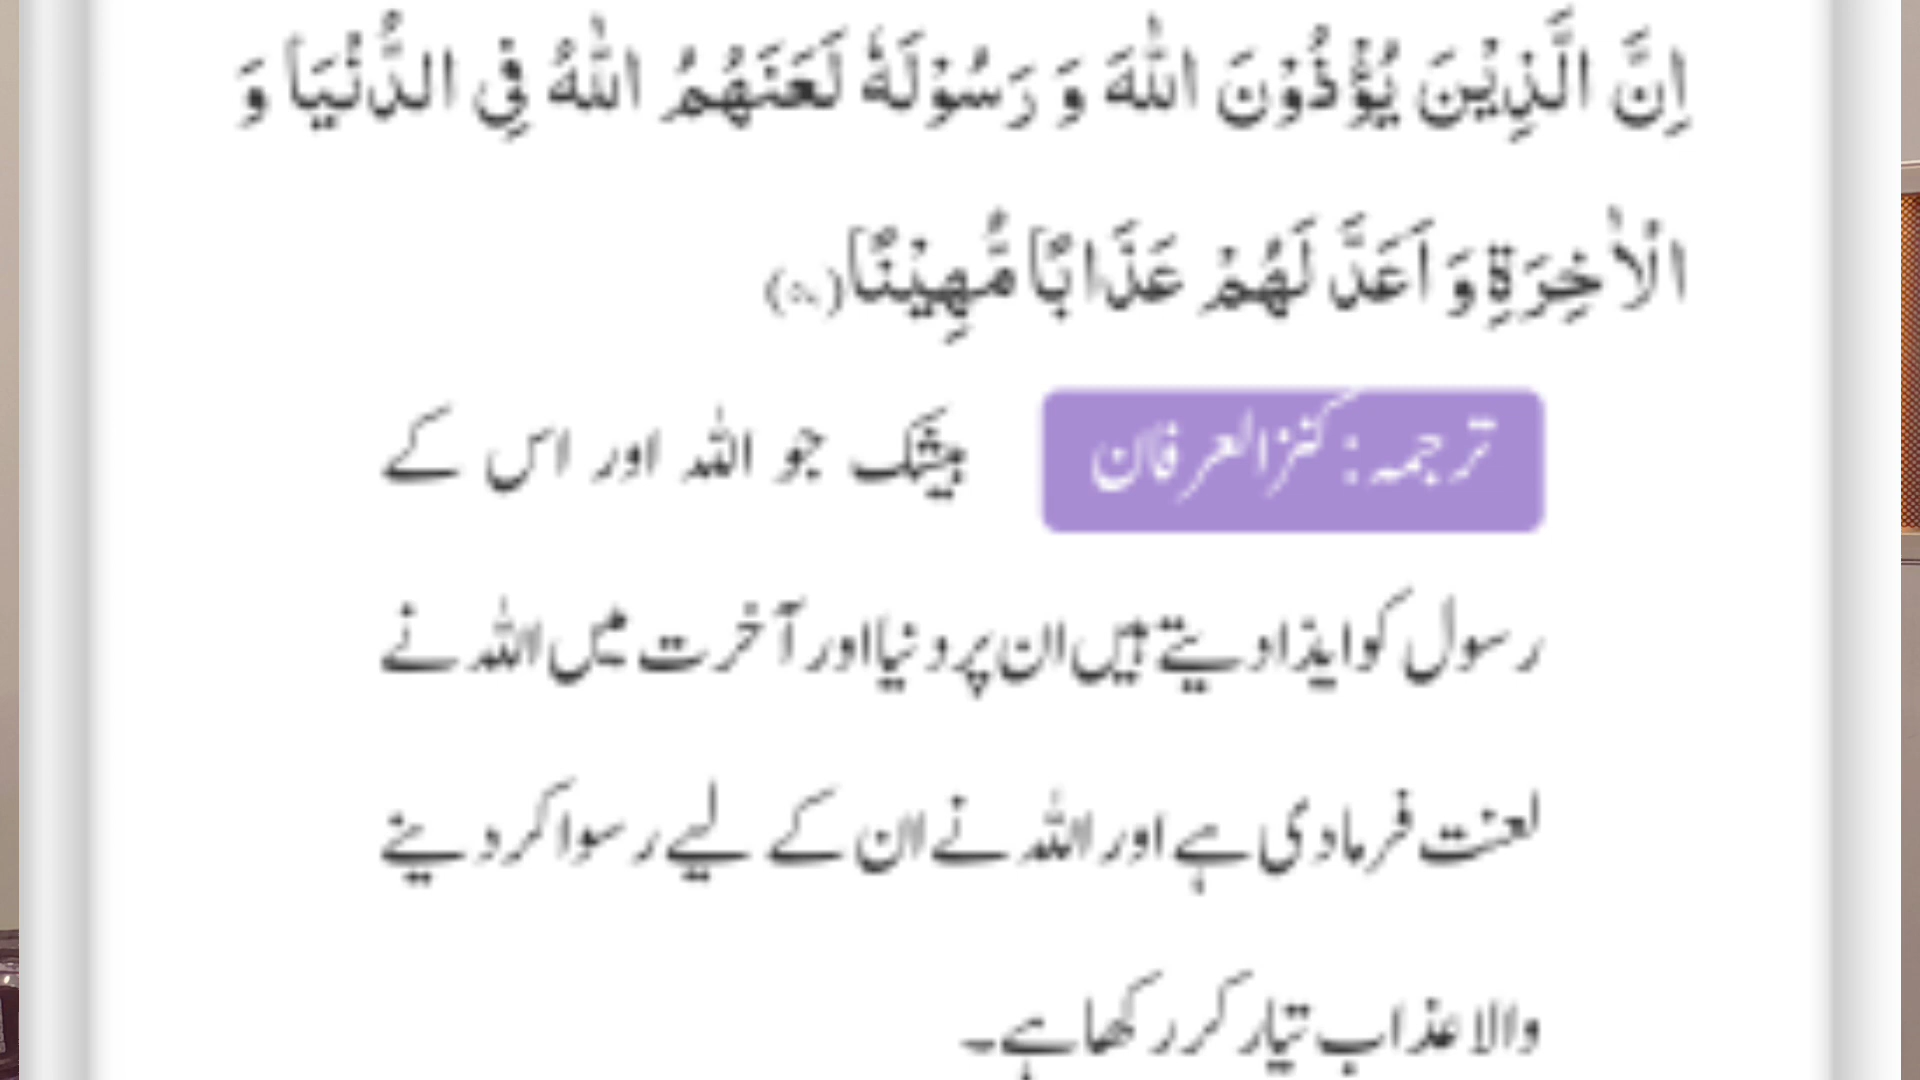 اِنَّ الَّذِیْنَ یُؤْذُوْنَ اللّٰهَ وَ رَسُوْلَهٗ لَعَنَهُمُ اللّٰهُ فِی الدُّنْیَا وَ
الْاٰخِرَةِ وَ اَعَدَّ لَهُمْ عَذَابًا مُّهِیْنًا
ترجمہ: کنزالعرفان بیشک جو اللہ اور اس کے
رسول کو ایذا دیتے ہیں ان پر دنیا اور آخرت میں اللہ نے
لعنت فرمادی ہے اور اللہ نے ان کے لیے رسوا کر دینے
والا عذاب تیار کر رکھا ہے۔